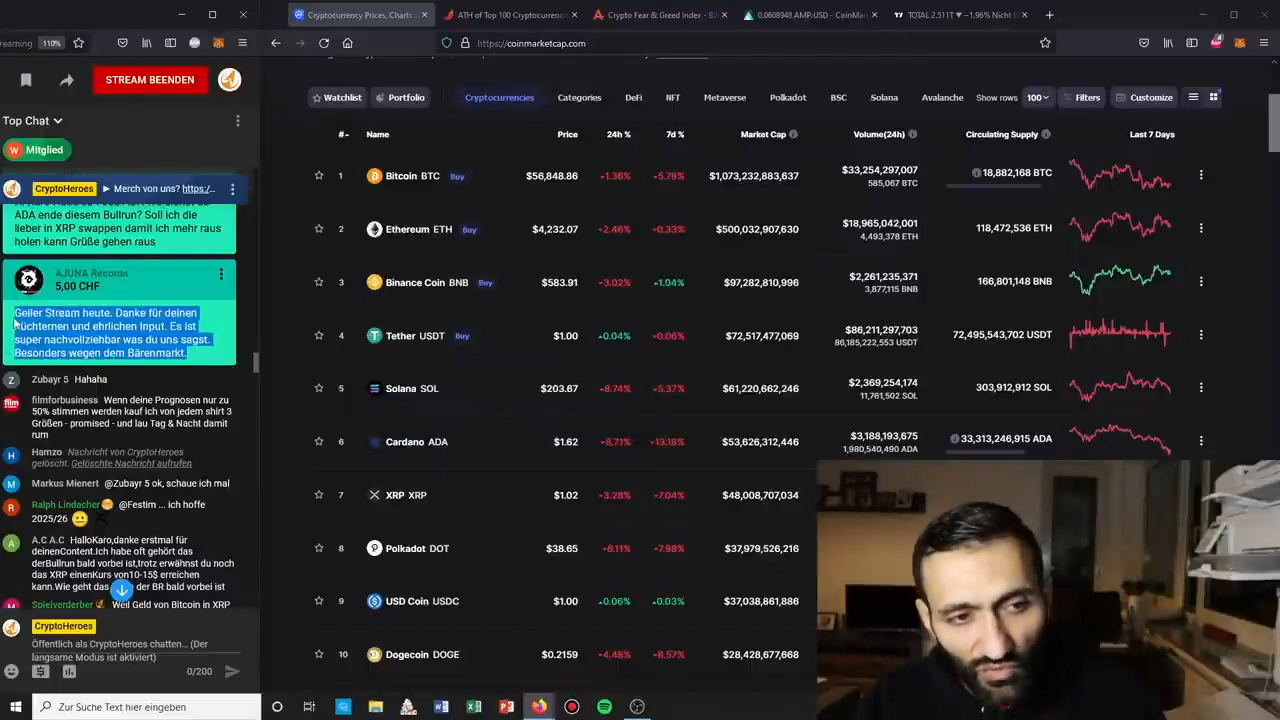 Cryptocurrency Prices, Charts
ATH of Top 100 Cryptocurrenci
Crypto Fear & Greed Index - Bit
0.0608948 AMP:USD - CoinMar
TOTAL 2.511T ▼ −1.96% Nicht
reaming
110%
https://coinmarketcap.com
STREAM BEENDEN
Top Chat
W Mitglied
CryptoHeroes ► Merch von uns? https:/...
ADA ende diesem Bullrun? Soll ich die
lieber in XRP swappen damit ich mehr raus
holen kann Grüße gehen raus
AJUNA Records
5,00 CHF
Geiler Stream heute. Danke für deinen
nüchternen und ehrlichen Input. Es ist
super nachvollziehbar was du uns sagst.
Besonders wegen dem Bärenmarkt.
Z Zubayr 5 Hahaha
film filmforbusiness Wenn deine Prognosen nur zu
50% stimmen werden kauf ich von jedem shirt 3
Größen - promised - und lau Tag & Nacht damit
rum
H Hamzo Nachricht von CryptoHeroes
gelöscht. Gelöschte Nachricht aufrufen
M Markus Mienert @Zubayr 5 ok, schaue ich mal
R Ralph Lindacher @Festim ... ich hoffe
2025/26
A A.C A.C HalloKaro,danke erstmal für
deinenContent.Ich habe oft gehört das
derBullrun bald vorbei ist,trotz erwähnst du noch
das XRP einenKurs von10-15$ erreichen
kann.Wie geht das der BR bald vorbei ist
Spielverderber Weil Geld von Bitcoin in XRP
CryptoHeroes
Öffentlich als CryptoHeroes chatten... (Der
langsame Modus ist aktiviert)
0/200
Zur Suche Text hier eingeben
Watchlist Portfolio Cryptocurrencies Categories DeFi NFT Metaverse Polkadot BSC Solana Avalanche Show rows 100 Filters Customize
# Name Price 24h % 7d % Market Cap Volume(24h) Circulating Supply Last 7 Days
1 Bitcoin BTC Buy $56,848.86 1.36% 5.78% $1,073,232,883,637 $33,254,297,007 18,882,168 BTC
585,067 BTC
2 Ethereum ETH Buy $4,232.07 2.46% 0.33% $500,032,907,630 $18,965,042,001 118,472,536 ETH
4,493,378 ETH
3 Binance Coin BNB Buy $583.91 3.02% 1.04% $97,282,810,996 $2,261,235,371 166,801,148 BNB
3,877,115 BNB
4 Tether USDT Buy $1.00 0.04% 0.06% $72,517,477,069 $86,211,297,703 72,495,543,702 USDT
86,185,222,553 USDT
5 Solana SOL $203.67 8.74% 5.37% $61,220,662,246 $2,369,254,174 303,912,912 SOL
11,761,502 SOL
6 Cardano ADA $1.62 8.71% 13.18% $53,626,312,446 $3,188,193,675 33,313,246,915 ADA
1,980,540,490 ADA
7 XRP XRP $1.02 3.28% 7.04% $48,008,707,034
8 Polkadot DOT $38.65 6.11% 7.98% $37,979,526,216
9 USD Coin USDC $1.00 0.06% 0.03% $37,038,861,886
10 Dogecoin DOGE $0.2159 4.48% 8.57% $28,428,677,668